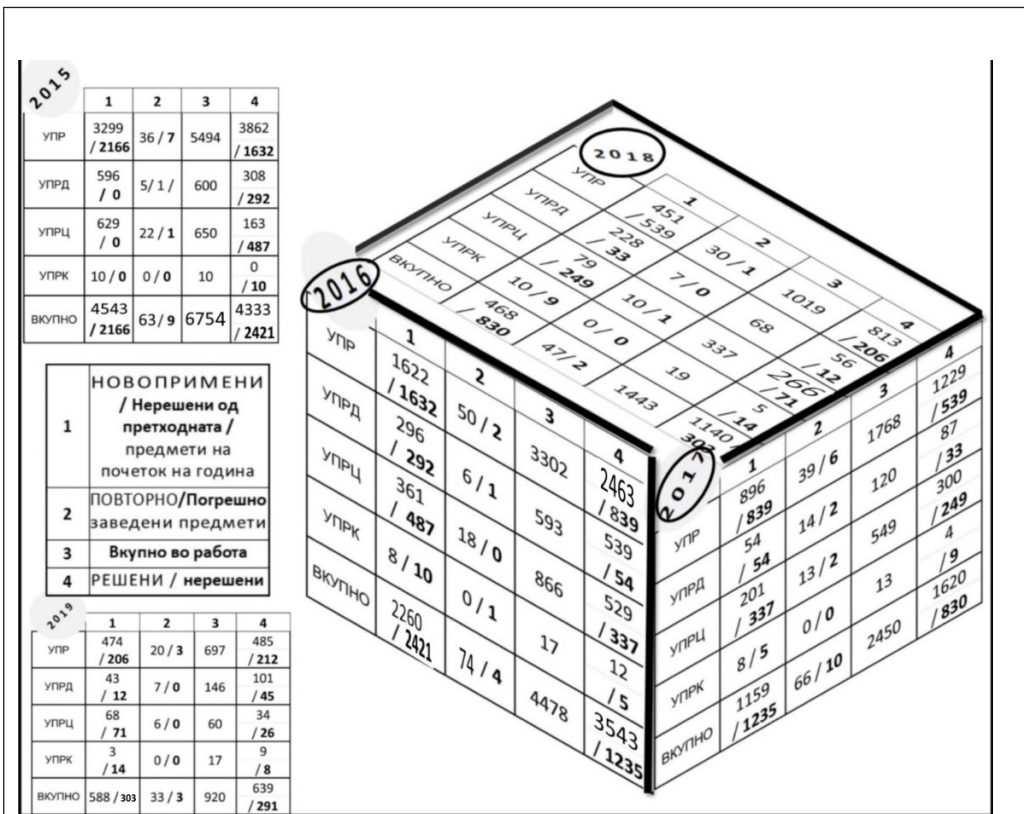 2015
1 2 3 4
УПР 3299 / 2166 36 / 7 5494 3862 / 1632
УПРД 596 / 0 5/ 1 / 600 308 / 292
УПРЦ 629 / 0 22 / 1 650 163 / 487
УПРК 10 / 0 0 / 0 10 0 / 10
ВКУПНО 4543 / 2166 63/ 9 6754 4333 / 2421
1 НОВОПРИМЕНИ
/ Нерешени од
претходната /
предмети на
почеток на година
2 ПОВТОРНО/Погрешно
заведени предмети
3 Вкупно во работа
4 РЕШЕНИ / нерешени
2019
1 2 3 4
УПР 474 / 206 20 / 3 697 485 / 212
УПРД 43 / 12 7 / 0 146 101 / 45
УПРЦ 68 / 71 6 / 0 60 34 / 26
УПРК 3 / 14 0 / 0 17 9 / 8
ВКУПНО 588 / 303 33 / 3 920 639 / 291
2018
1 2 3 4
УПР 451 / 539 30 / 1 1019 813 / 206
УПРД 228 / 33 7 / 0 68 56 / 12
УПРЦ 79 / 249 10 / 1 337 266 / 71
УПРК 10 / 9 0 / 0 19 5 / 14
ВКУПНО 468 / 830 47 / 2 1443 1140 303
2016
1 2 3 4
УПР 1622 / 1632 50 / 2 3302 2463 / 839
УПРД 296 / 292 6 / 1 593 539 / 54
УПРЦ 361 / 487 18 / 0 866 529 / 337
УПРК 8 / 10 0 / 1 17 12 / 5
ВКУПНО 2260 / 2421 74 / 4 4478 3543 / 1235
2017
1 2 3 4
УПР 896 / 839 39 / 6 1768 1229 / 539
УПРД 54 / 54 14 / 2 120 87 / 33
УПРЦ 201 / 337 13 / 2 549 300 / 249
УПРК 8 / 5 0 / 0 13 4 / 9
ВКУПНО 1159 / 1235 66 / 10 2450 1620 / 830